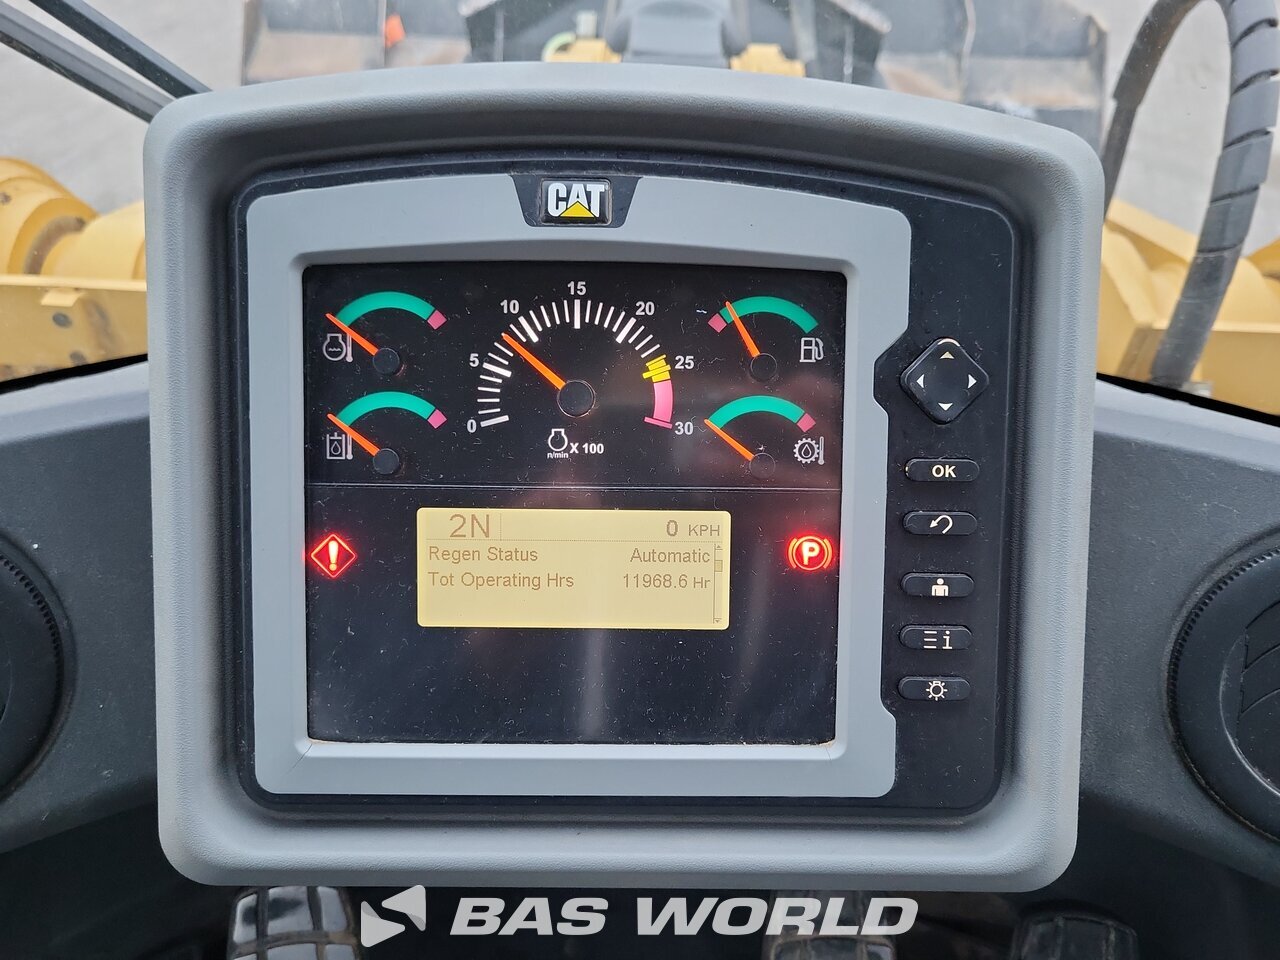 CAT
0
5
10
15
20
25
30
n/min X 100
2N 0 KPH
Regen Status Automatic
Tot Operating Hrs 11968.6 Hr
P
OK
i
BAS WORLD